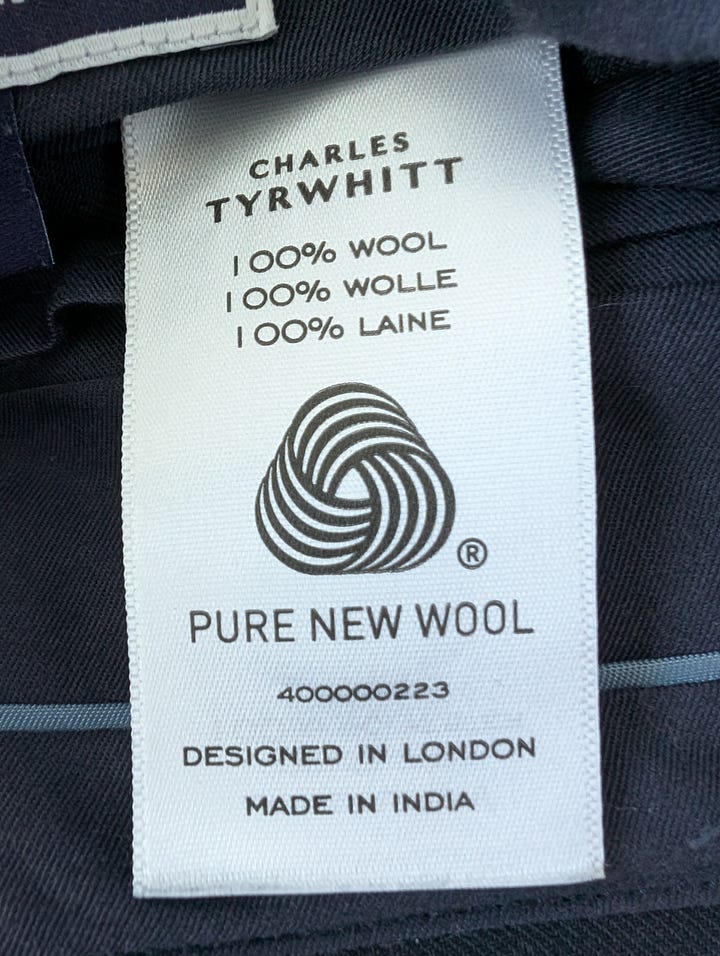 CHARLES
TYRWHITT
100% WOOL
100% WOLLE
100% LAINE
®
PURE NEW WOOL
400000223
DESIGNED IN LONDON
MADE IN INDIA